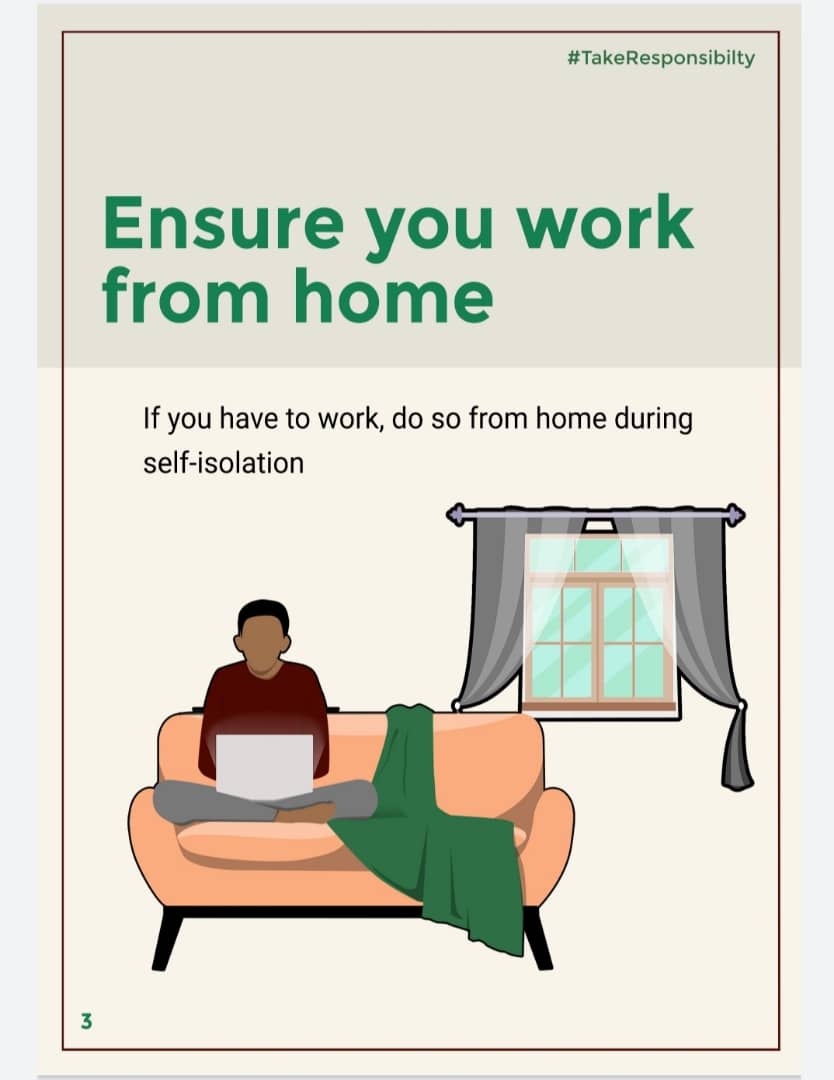 #TakeResponsibilty
Ensure you work
from home
If you have to work, do so from home during
self-isolation
3